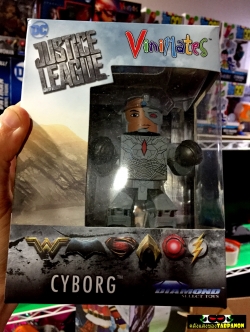 DC
JUSTICE
LEAGUE
ViniMates
CYBORG
DIAMOND
SELECT TOYS